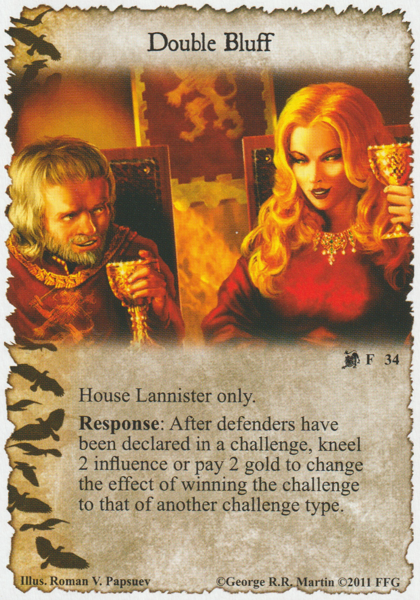 Double Bluff
F 34
House Lannister only.
Response: After defenders have
been declared in a challenge, kneel
2 influence or pay 2 gold to change
the effect of winning the challenge
to that of another challenge type.
Illus. Roman V. Papsuev ©George R.R. Martin ©2011 FFG